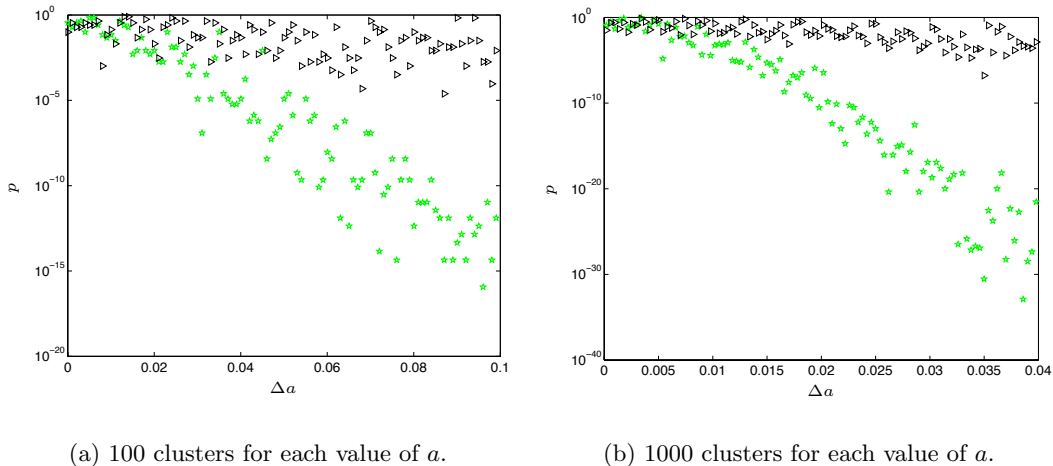 10^0
10^−5
10^−10
10^−15
10^−20
p
0 0.02 0.04 0.06 0.08 0.1
Δa
10^0
10^−10
10^−20
10^−30
10^−40
p
0 0.005 0.01 0.015 0.02 0.025 0.03 0.035 0.04
Δa
(a) 100 clusters for each value of a.
(b) 1000 clusters for each value of a.